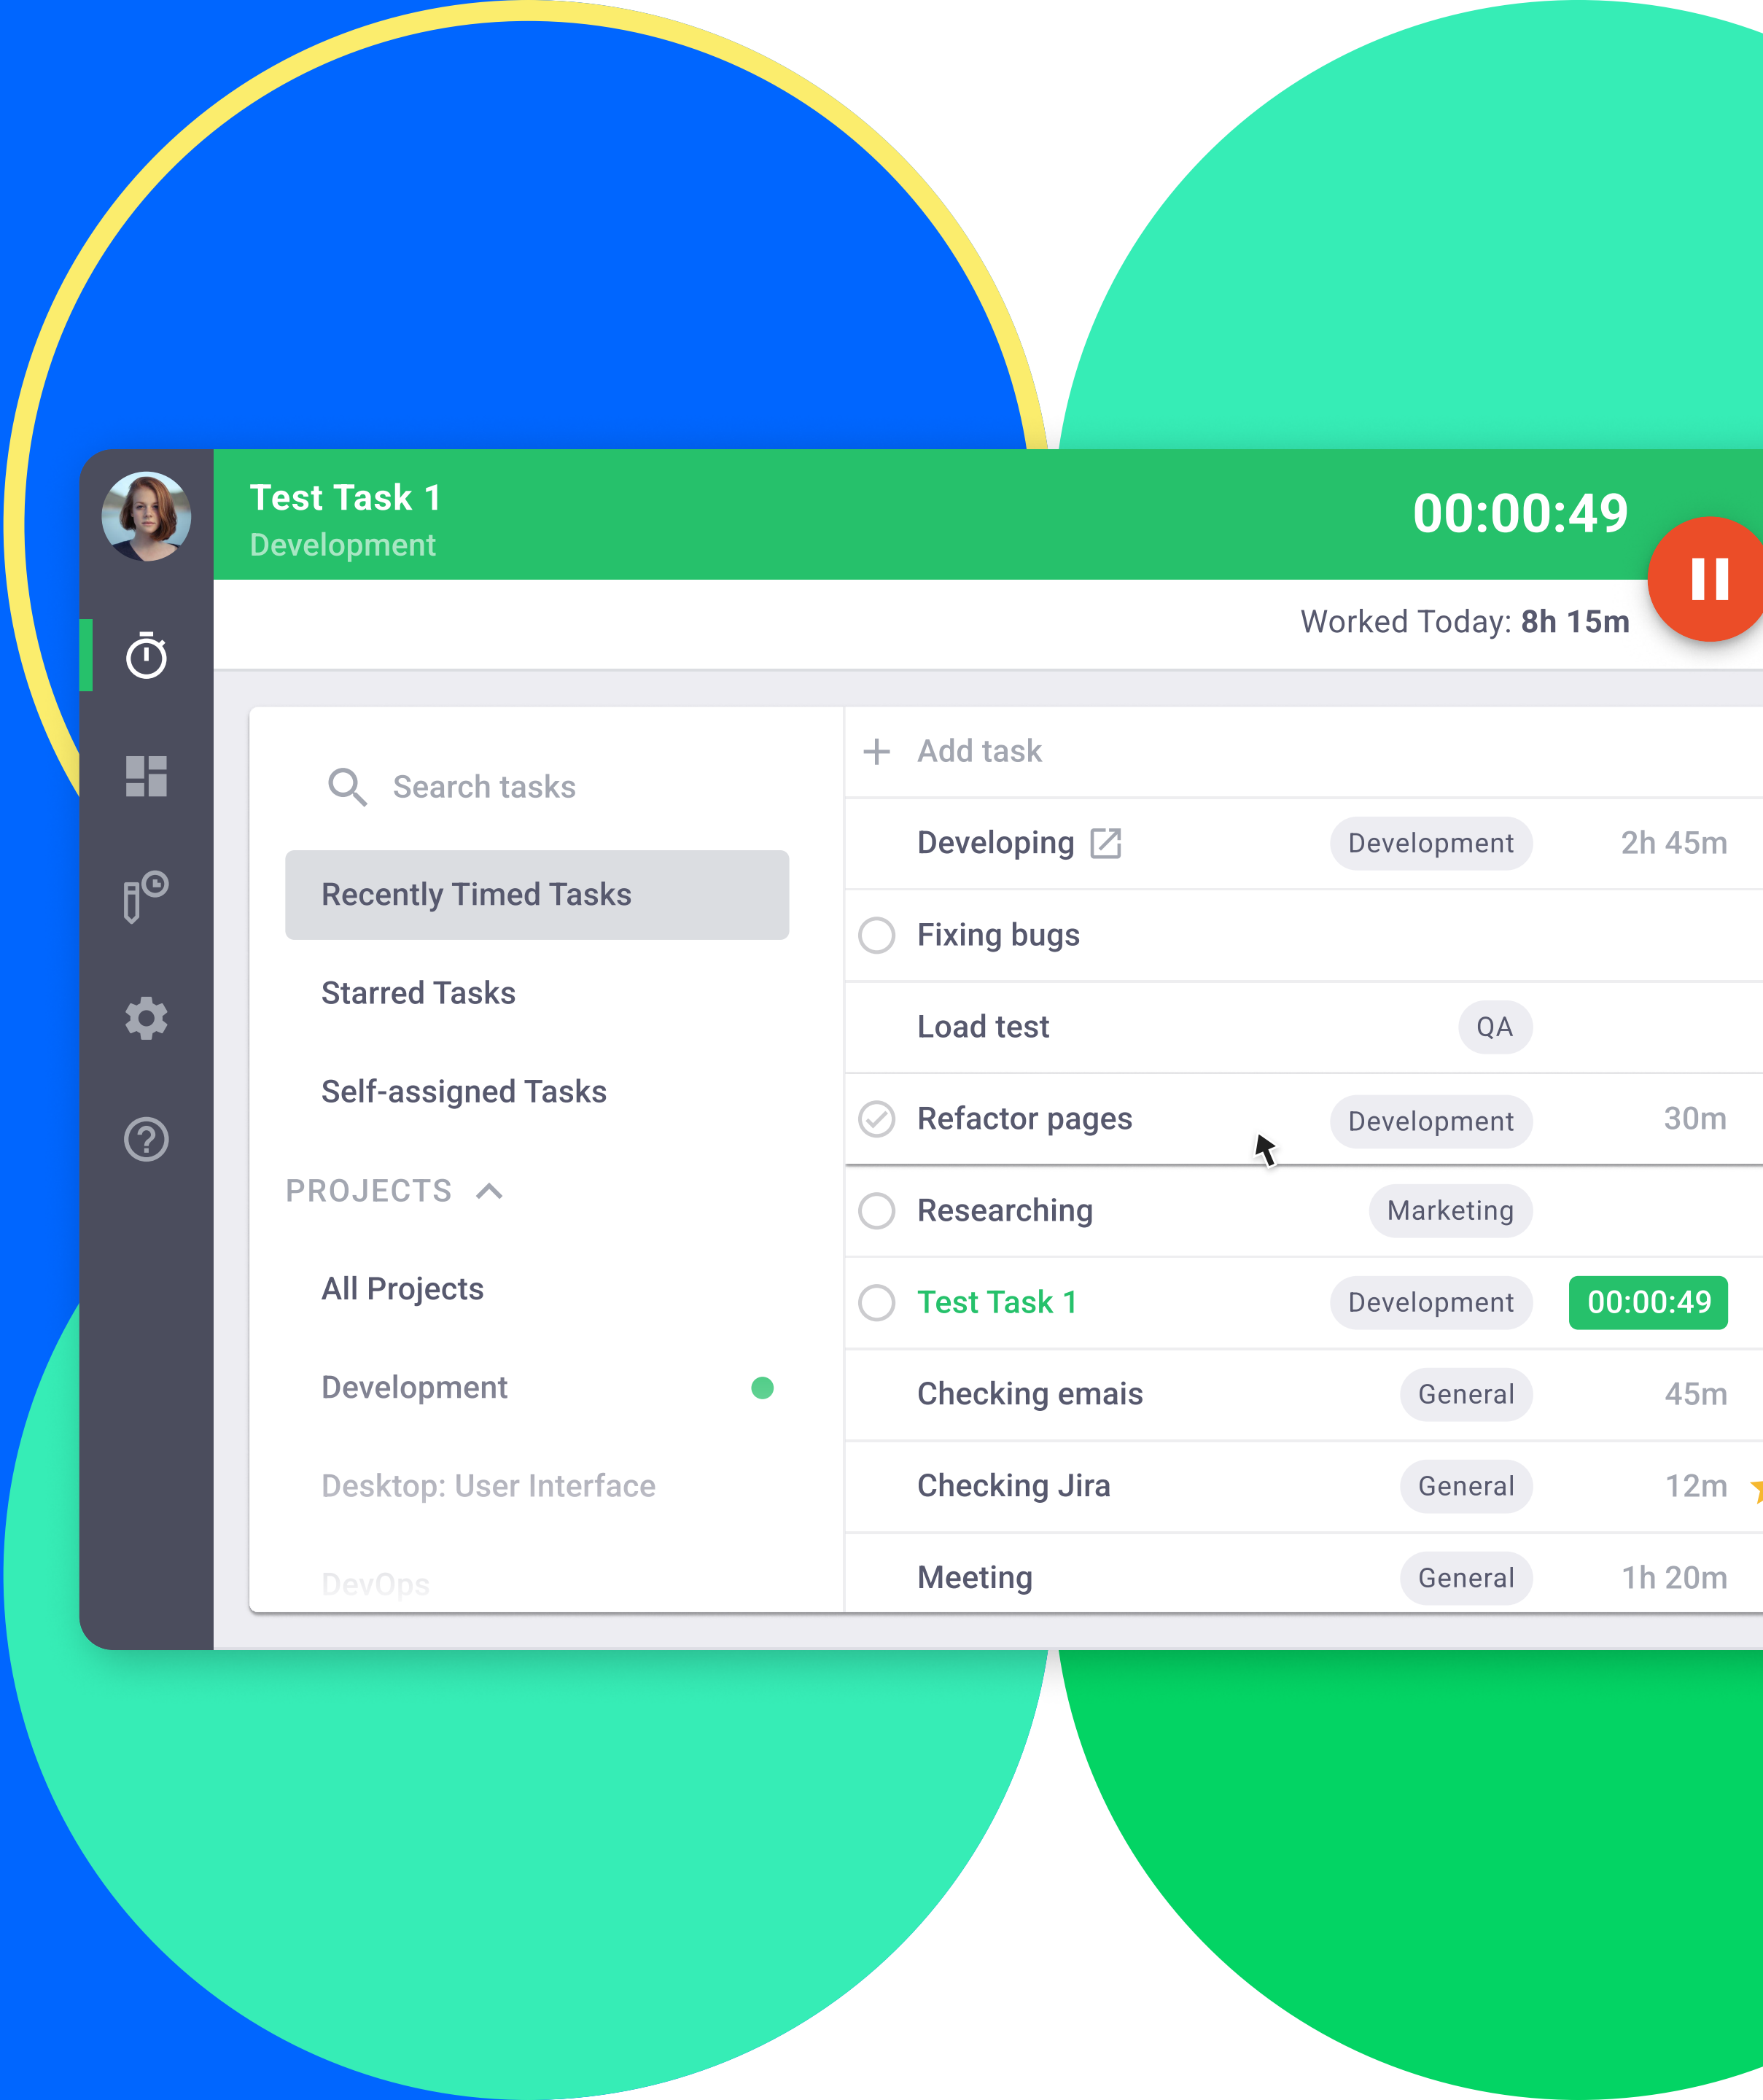 Test Task 1
Development
00:00:49
Worked Today: 8h 15m
Search tasks
Recently Timed Tasks
Starred Tasks
Self-assigned Tasks
PROJECTS
All Projects
Development
Desktop: User Interface
DevOps
Add task
Developing Development 2h 45m
Fixing bugs
Load test QA
Refactor pages Development 30m
Researching Marketing
Test Task 1 Development 00:00:49
Checking emais General 45m
Checking Jira General 12m
Meeting General 1h 20m